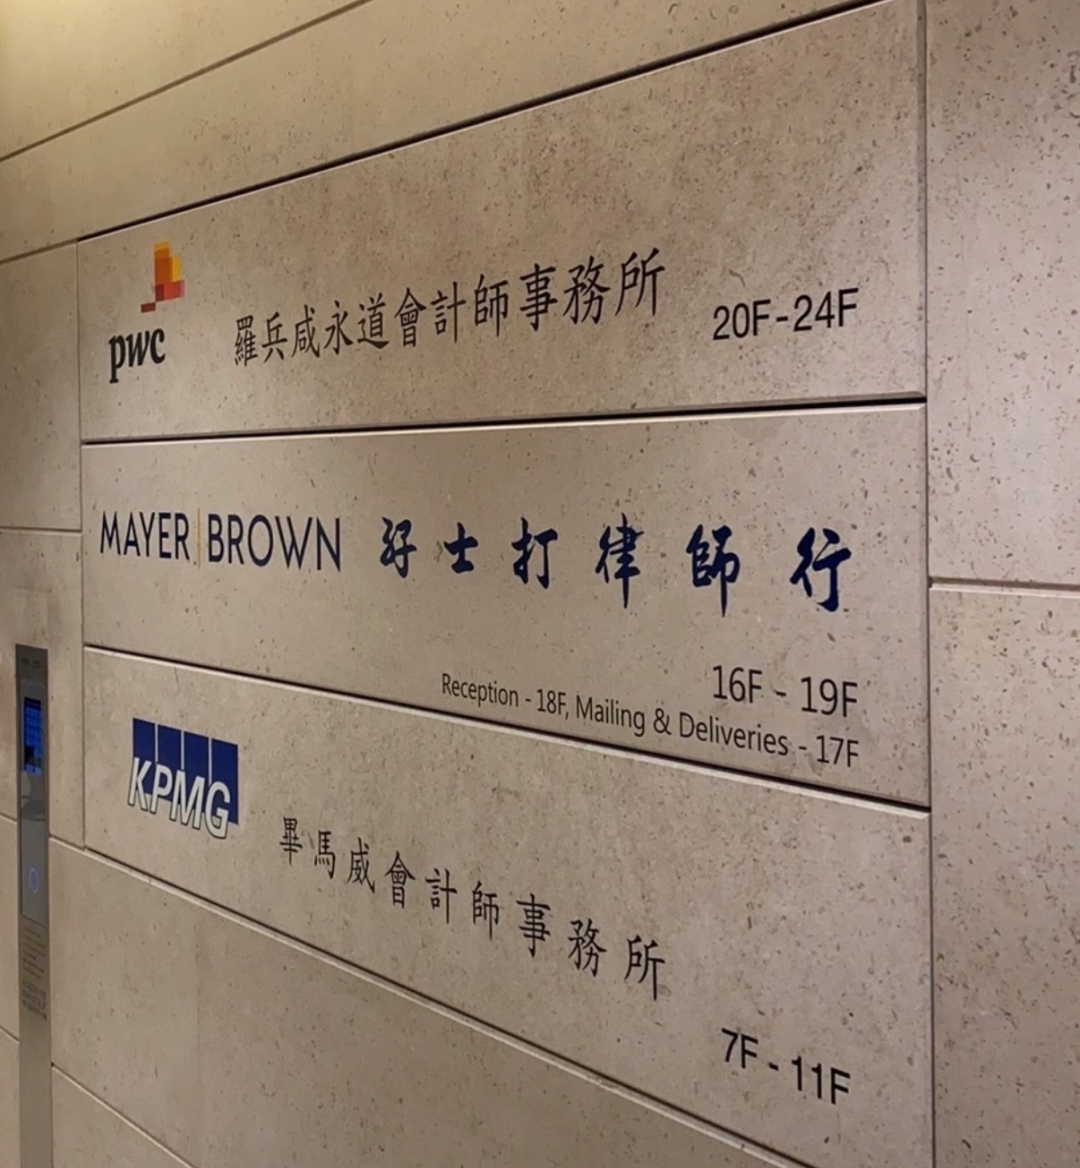 pwc 羅兵咸永道會計師事務所 20F-24F
MAYER | BROWN 孖士打律師行
16F - 19F
Reception - 18F, Mailing & Deliveries - 17F
KPMG 畢馬威會計師事務所
7F - 11F